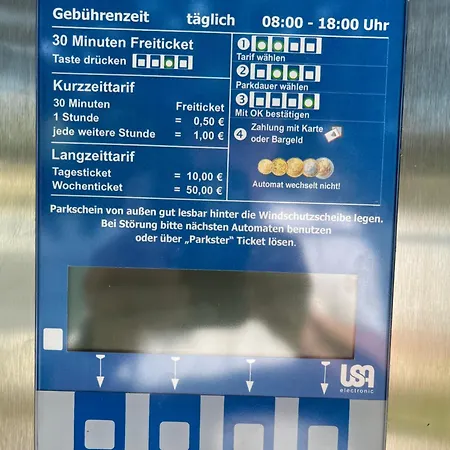 Gebührenzeit täglich 08:00 - 18:00 Uhr
30 Minuten Freiticket
Taste drücken
Kurzzeittarif
30 Minuten Freiticket
1 Stunde = 0,50 €
jede weitere Stunde = 1,00 €
Langzeittarif
Tagesticket = 10,00 €
Wochenticket = 50,00 €
1
Tarif wählen
2
Parkdauer wählen
3
Mit OK bestätigen
4 Zahlung mit Karte
oder Bargeld
Automat wechselt nicht!
Parkschein von außen gut lesbar hinter die Windschutzscheibe legen.
Bei Störung bitte nächsten Automaten benutzen
oder über „Parkster" Ticket lösen.
electronic